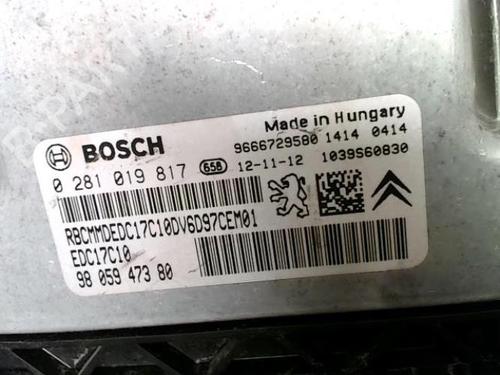 Made in Hungary
BOSCH
9666729580 1414 0414
0 281 019 817 658 12-11-12 1039S60830
RBCMMDEDC17C10DV6D97CEM01
EDC17C10
98 059 473 80